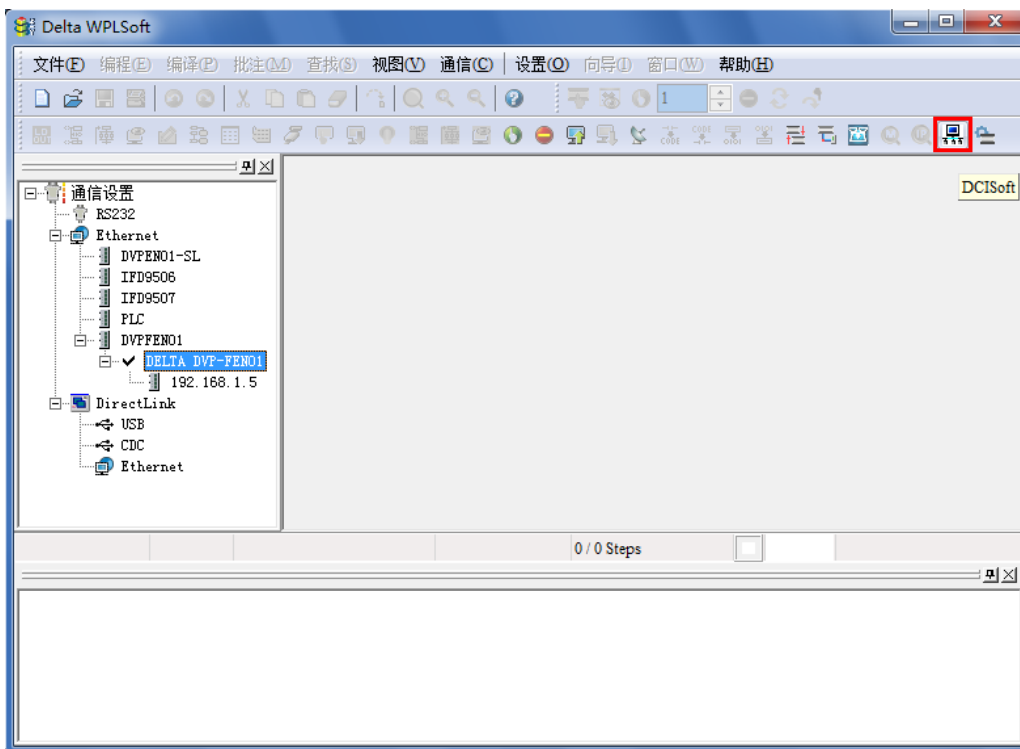 Delta WPLSoft
文件(F) 编程(E) 编译(P) 批注(M) 查找(S) 视图(V) 通信(C) 设置(O) 向导(I) 窗口(W) 帮助(H)
1
CODE CODE
DCISoft
通信设置
RS232
Ethernet
DVPEN01-SL
IFD9506
IFD9507
PLC
DVPFEN01
DELTA DVP-FEN01
192.168.1.5
DirectLink
USB
CDC
Ethernet
0 / 0 Steps